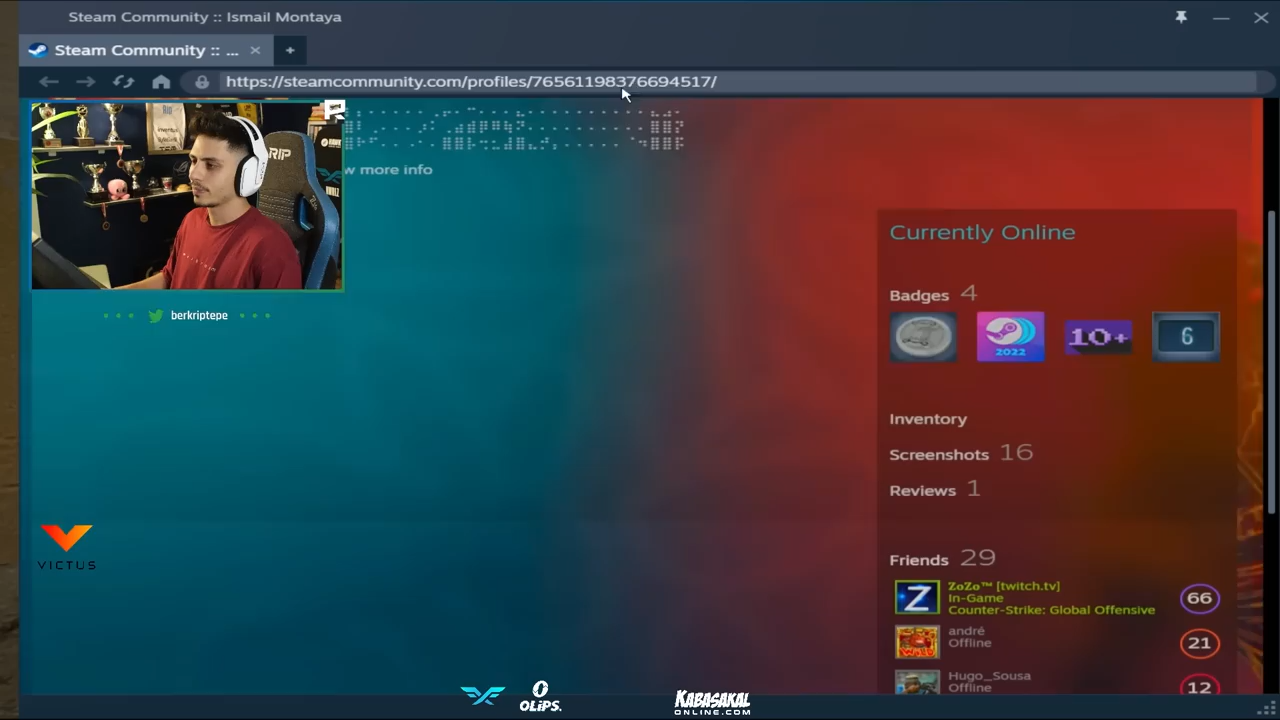 Steam Community :: Ismail Montaya
Steam Community :: ...
https://steamcommunity.com/profiles/76561198376694517/
w more info
RIP
berkriptepe
VICTUS
Currently Online
Badges 4
2022
10+
6
Inventory
Screenshots 16
Reviews 1
Friends 29
ZoZo™ [twitch.tv]
In-Game
Counter-Strike: Global Offensive
66
andré
Offline
21
Hugo_Sousa
Offline
12
OLiPS.
KABASAKAL
ONLINE.COM